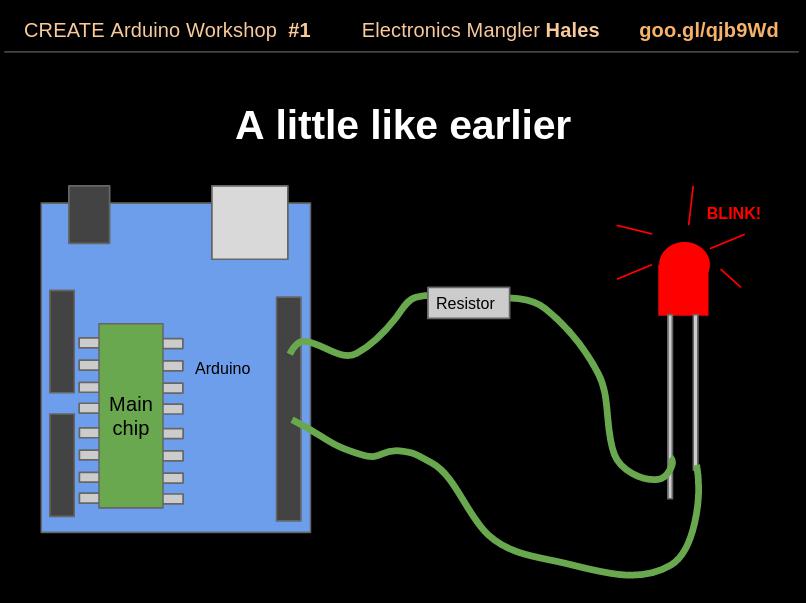 CREATE Arduino Workshop #1 Electronics Mangler Hales goo.gl/qjb9Wd
A little like earlier
BLINK!
Resistor
Arduino
Main
chip